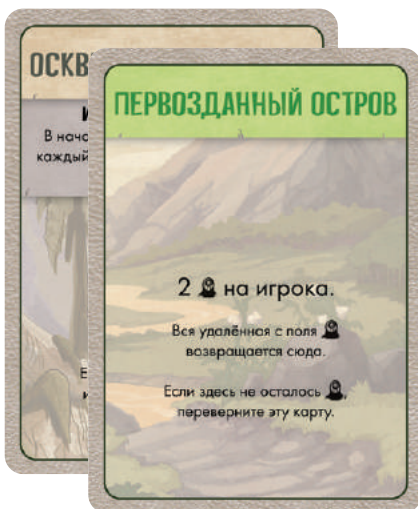 ОСКВ
В нача
каждый
ПЕРВОЗДАННЫЙ ОСТРОВ
2 на игрока.
Вся удалённая с поля
возвращается сюда.
Если здесь не осталось ,
переверните эту карту.